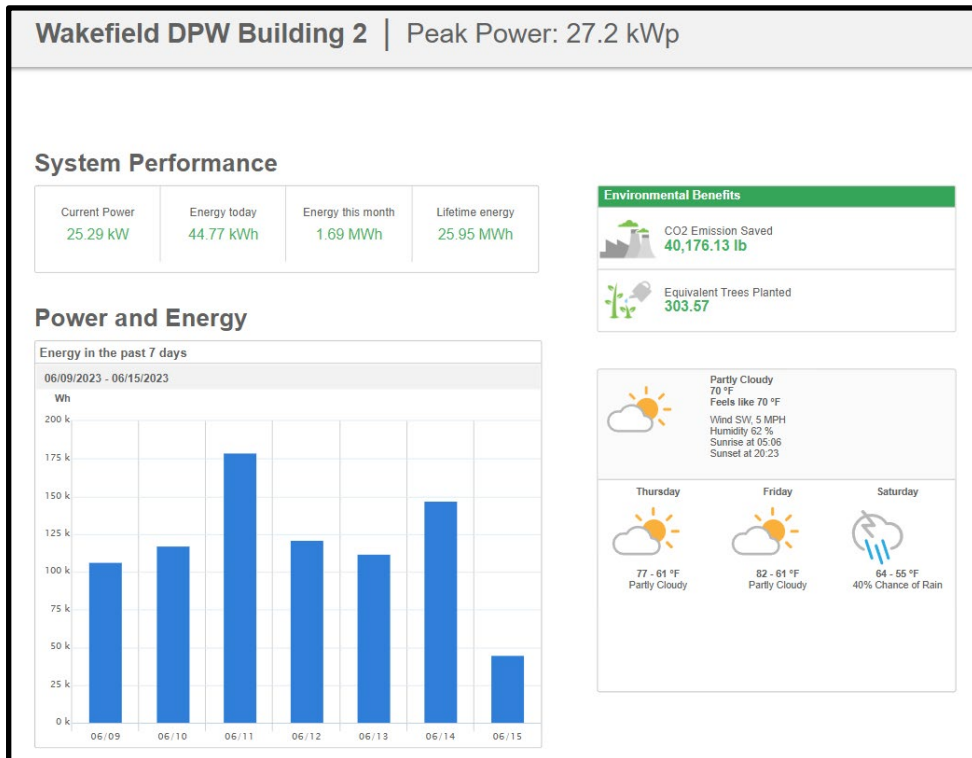 Wakefield DPW Building 2 | Peak Power: 27.2 kWp
System Performance
Current Power
25.29 kW
Energy today
44.77 kWh
Energy this month
1.69 MWh
Lifetime energy
25.95 MWh
Environmental Benefits
CO2 Emission Saved
40,176.13 lb
Equivalent Trees Planted
303.57
Power and Energy
Energy in the past 7 days
06/09/2023 - 06/15/2023
Wh
200 k
175 k
150 k
125 k
100 k
75 k
50 k
25 k
0 k
06/09
06/10
06/11
06/12
06/13
06/14
06/15
Partly Cloudy
70 ºF
Feels like 70 ºF
Wind SW, 5 MPH
Humidity 62 %
Sunrise at 05:06
Sunset at 20:23
Thursday
77 - 61 ºF
Partly Cloudy
Friday
82 - 61 ºF
Partly Cloudy
Saturday
64 - 55 ºF
40% Chance of Rain